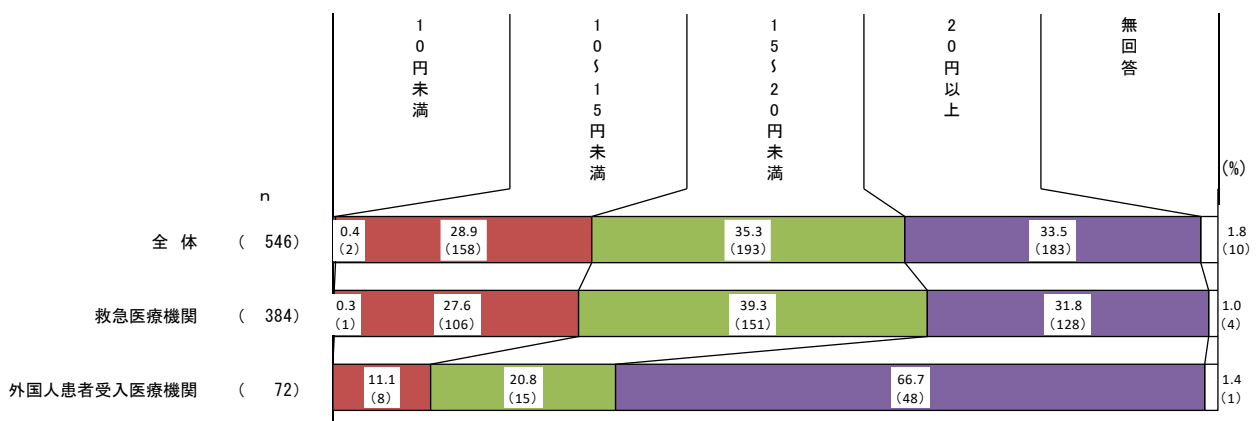 10円未満
10～15円未満
15～20円未満
20円以上
無回答
(%)
n
全 体 ( 546) 0.4 28.9 35.3 33.5 1.8
(2) (158) (193) (183) (10)
救急医療機関 ( 384) 0.3 27.6 39.3 31.8 1.0
(1) (106) (151) (128) (4)
外国人患者受入医療機関 ( 72) 11.1 20.8 66.7 1.4
(8) (15) (48) (1)